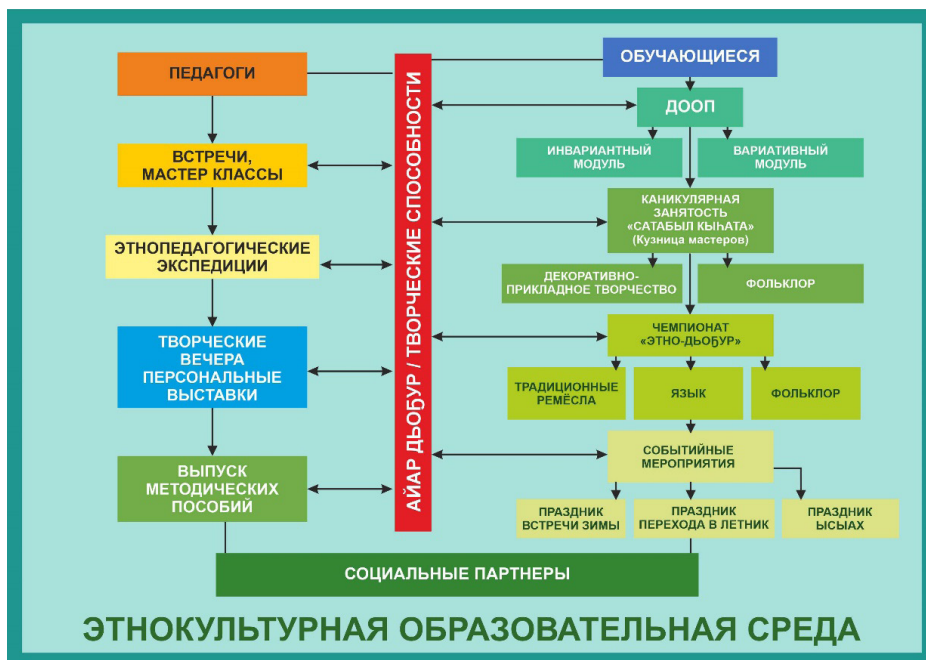 ПЕДАГОГИ
ВСТРЕЧИ,
МАСТЕР КЛАССЫ
ЭТНОПЕДАГОГИЧЕСКИЕ
ЭКСПЕДИЦИИ
ТВОРЧЕСКИЕ
ВЕЧЕРА
ПЕРСОНАЛЬНЫЕ
ВЫСТАВКИ
ВЫПУСК
МЕТОДИЧЕСКИХ
ПОСОБИЙ
АЙАР ДЬОҔУР / ТВОРЧЕСКИЕ СПОСОБНОСТИ
ОБУЧАЮЩИЕСЯ
ДООП
ИНВАРИАНТНЫЙ
МОДУЛЬ
ВАРИАТИВНЫЙ
МОДУЛЬ
КАНИКУЛЯРНАЯ
ЗАНЯТОСТЬ
«САТАБЫЛ КЫҺАТА»
(Кузница мастеров)
ДЕКОРАТИВНО-
ПРИКЛАДНОЕ ТВОРЧЕСТВО
ФОЛЬКЛОР
ЧЕМПИОНАТ
«ЭТНО-ДЬОҔУР»
ТРАДИЦИОННЫЕ
РЕМЁСЛА
ЯЗЫК
ФОЛЬКЛОР
СОБЫТИЙНЫЕ
МЕРОПРИЯТИЯ
ПРАЗДНИК
ВСТРЕЧИ ЗИМЫ
ПРАЗДНИК
ПЕРЕХОДА В ЛЕТНИК
ПРАЗДНИК
ЫСЫАХ
СОЦИАЛЬНЫЕ ПАРТНЕРЫ
ЭТНОКУЛЬТУРНАЯ ОБРАЗОВАТЕЛЬНАЯ СРЕДА